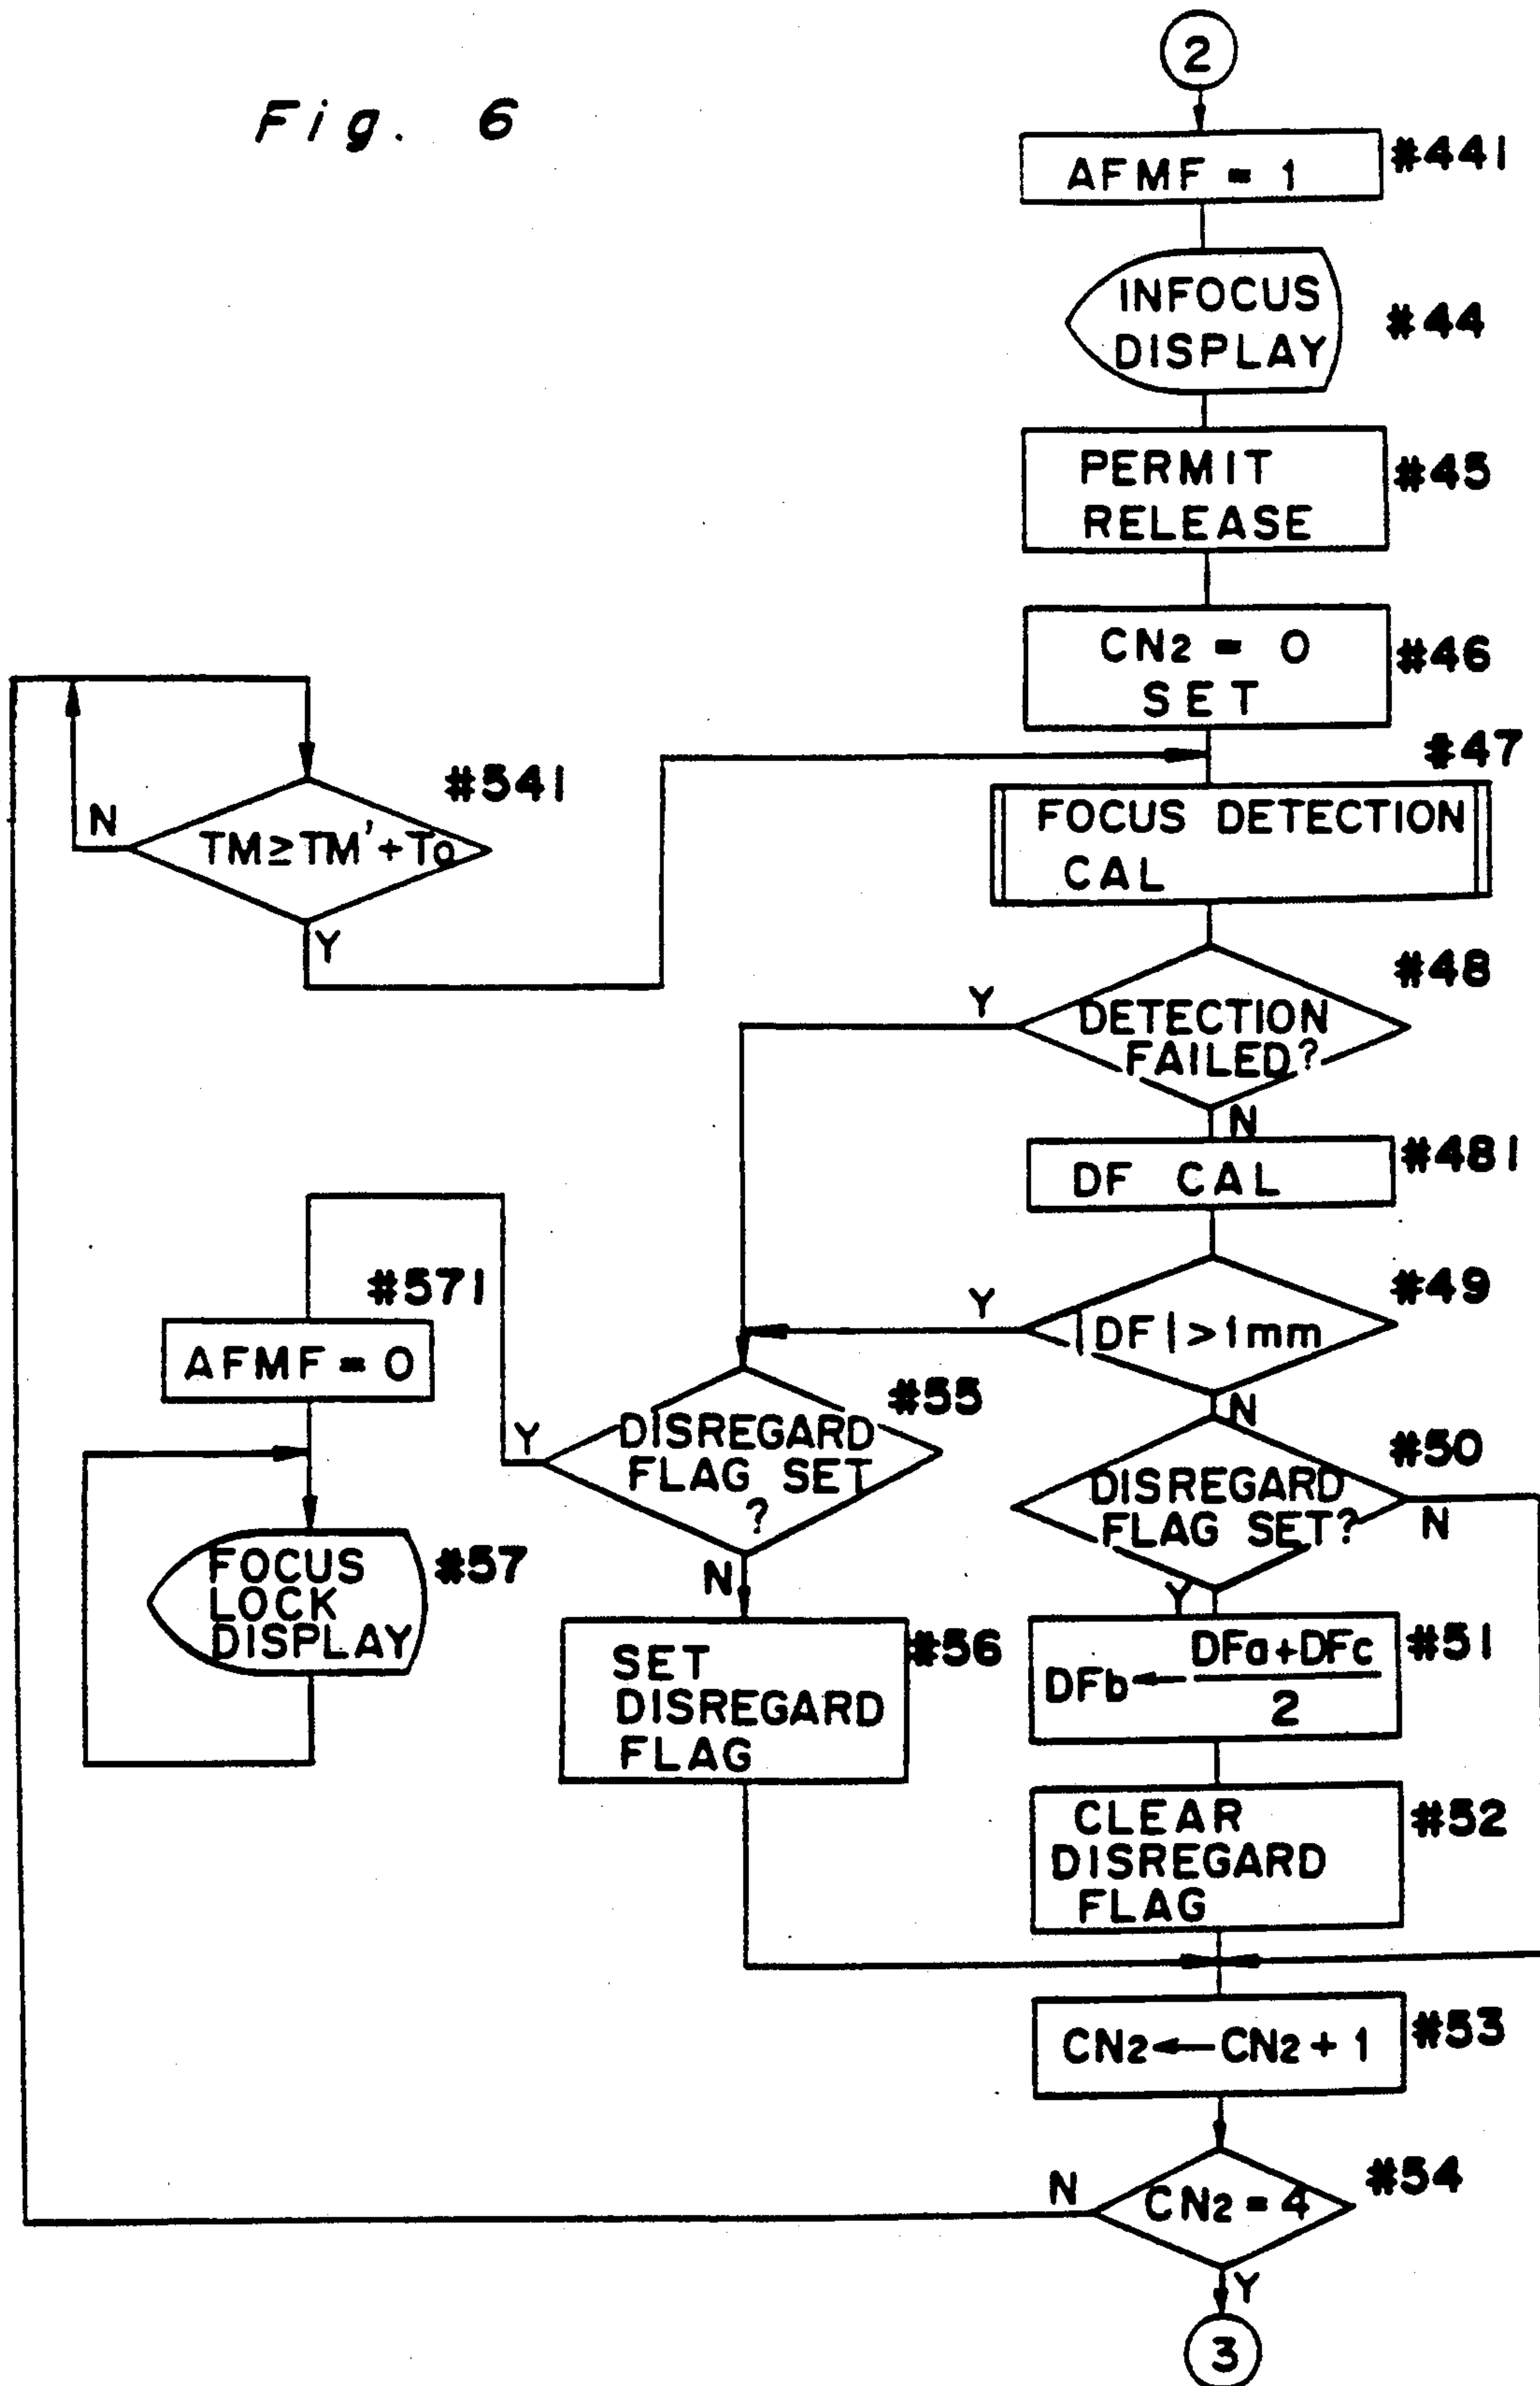 Fig. 6
2
AFMF = 1
#441
INFOCUS
DISPLAY
#44
PERMIT
RELEASE
#45
CN2 = 0
SET
#46
#47
FOCUS DETECTION
CAL
#541
N
TM≥TM'+To
Y
#48
Y
DETECTION
FAILED?
N
#481
DF CAL
#49
Y
|DF|>1mm
N
#571
AFMF = 0
#55
Y
DISREGARD
FLAG SET
?
N
#50
DISREGARD
FLAG SET?
N
Y
FOCUS
LOCK
DISPLAY
#57
SET
DISREGARD
FLAG
#56
DFb← DFa+DFc
2
#51
CLEAR
DISREGARD
FLAG
#52
CN2←CN2+1
#53
N
CN2=4
#54
Y
3